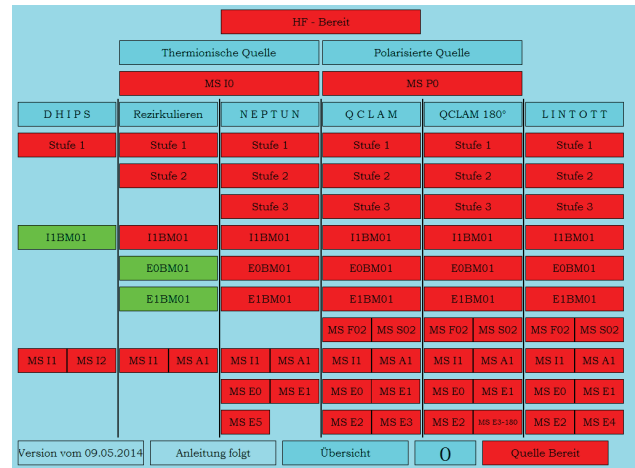 HF - Bereit
Thermionische Quelle Polarisierte Quelle
MS I0 MS P0
D H I P S Rezirkulieren N E P T U N Q C L A M QCLAM 180° L I N T O T T
Stufe 1 Stufe 1 Stufe 1 Stufe 1 Stufe 1 Stufe 1
Stufe 2 Stufe 2 Stufe 2 Stufe 2 Stufe 2
Stufe 3 Stufe 3 Stufe 3 Stufe 3
I1BM01 I1BM01 I1BM01 I1BM01 I1BM01 I1BM01
E0BM01 E0BM01 E0BM01 E0BM01 E0BM01
E1BM01 E1BM01 E1BM01 E1BM01 E1BM01
MS F02 MS S02 MS F02 MS S02 MS F02 MS S02
MS I1 MS I2 MS I1 MS A1 MS I1 MS A1 MS I1 MS A1 MS I1 MS A1 MS I1 MS A1
MS E0 MS E1 MS E0 MS E1 MS E0 MS E1 MS E0 MS E1
MS E5 MS E2 MS E3 MS E2 MS E3-180 MS E2 MS E4
Version vom 09.05.2014 Anleitung folgt Übersicht 0 Quelle Bereit